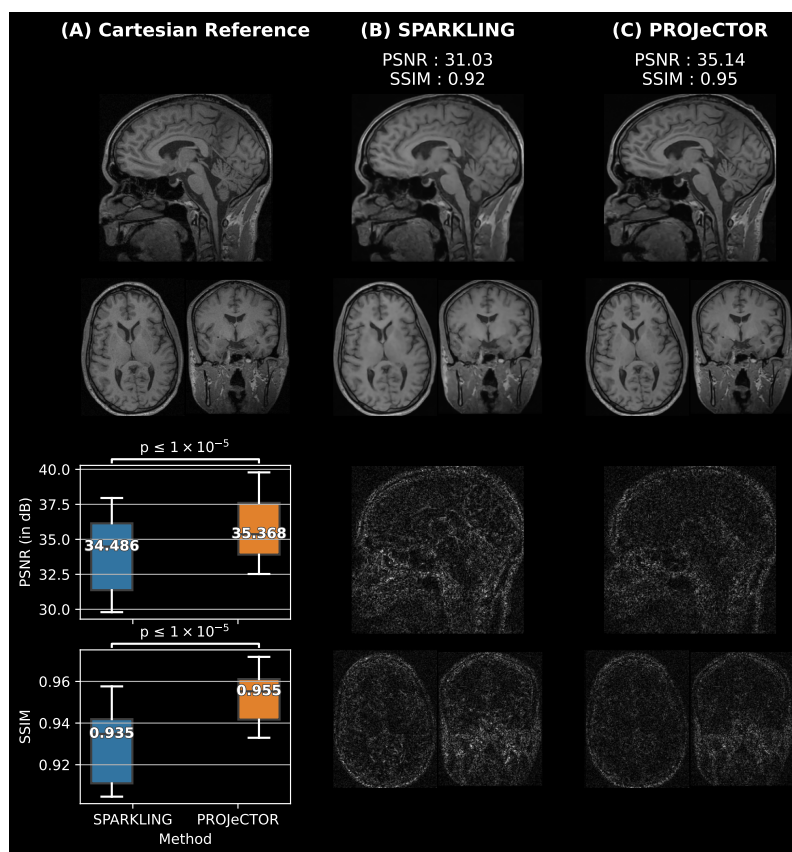 (A) Cartesian Reference
(B) SPARKLING
(C) PROJeCTOR
PSNR : 31.03
SSIM : 0.92
PSNR : 35.14
SSIM : 0.95
p ≤ 1 × 10⁻⁵
PSNR (in dB)
40.0
37.5
35.0
32.5
30.0
34.486
35.368
p ≤ 1 × 10⁻⁵
SSIM
0.96
0.94
0.92
0.935
0.955
SPARKLING
PROJeCTOR
Method